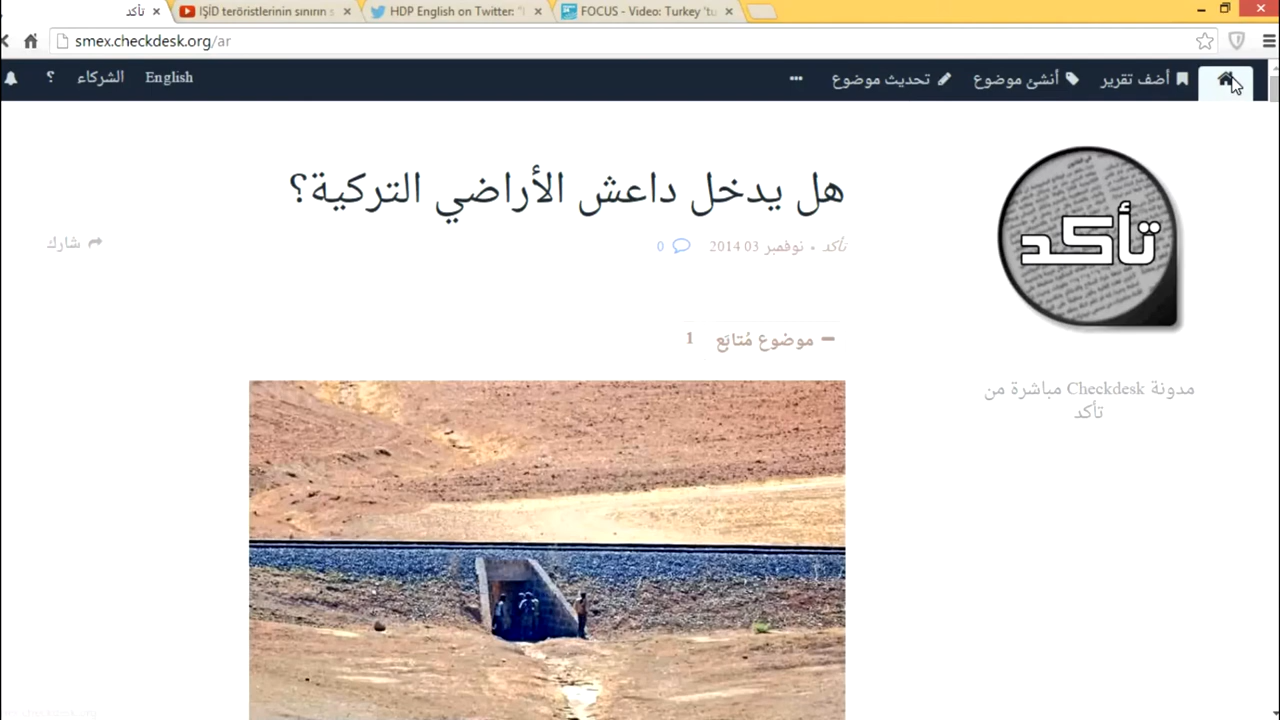 تأكد
IŞİD teröristlerinin sınırın s
HDP English on Twitter: "I
FOCUS - Video: Turkey 'tu
smex.checkdesk.org/ar
أضف تقرير
أنشئ موضوع
تحديث موضوع
English
الشركاء
؟
هل يدخل داعش الأراضي التركية؟
تأكد • نوفمبر 03 2014 0
شارك
موضوع مُتابَع 1
تأكد
مدونة Checkdesk مباشرة من
تأكد